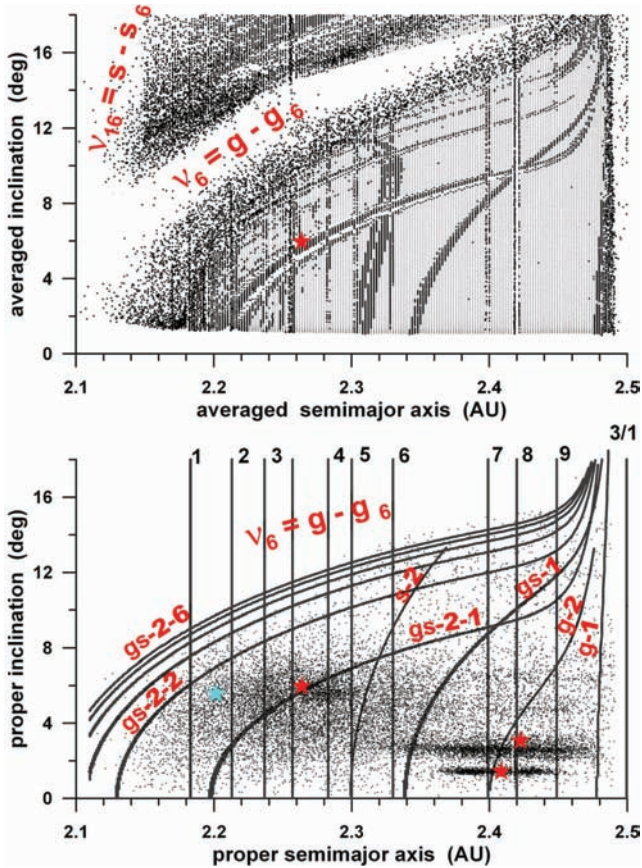 16
12
8
4
0
averaged inclination (deg)
ν16 = s - s6
ν6 = g - g6
2.1 2.2 2.3 2.4 2.5
averaged semimajor axis (AU)
3/1
1 2 3 4 5 6 7 8 9
16
12
8
4
0
proper inclination (deg)
ν6 = g - g6
gs-2-6
gs-2-2
s-2
gs-2-1
gs-1
g-2
g-1
2.1 2.2 2.3 2.4 2.5
proper semimajor axis (AU)